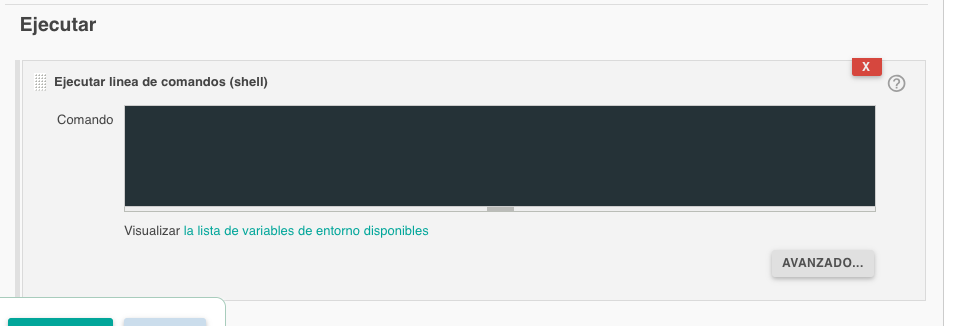 Ejecutar
X
Ejecutar linea de comandos (shell)
?
Comando
Visualizar la lista de variables de entorno disponibles
AVANZADO...